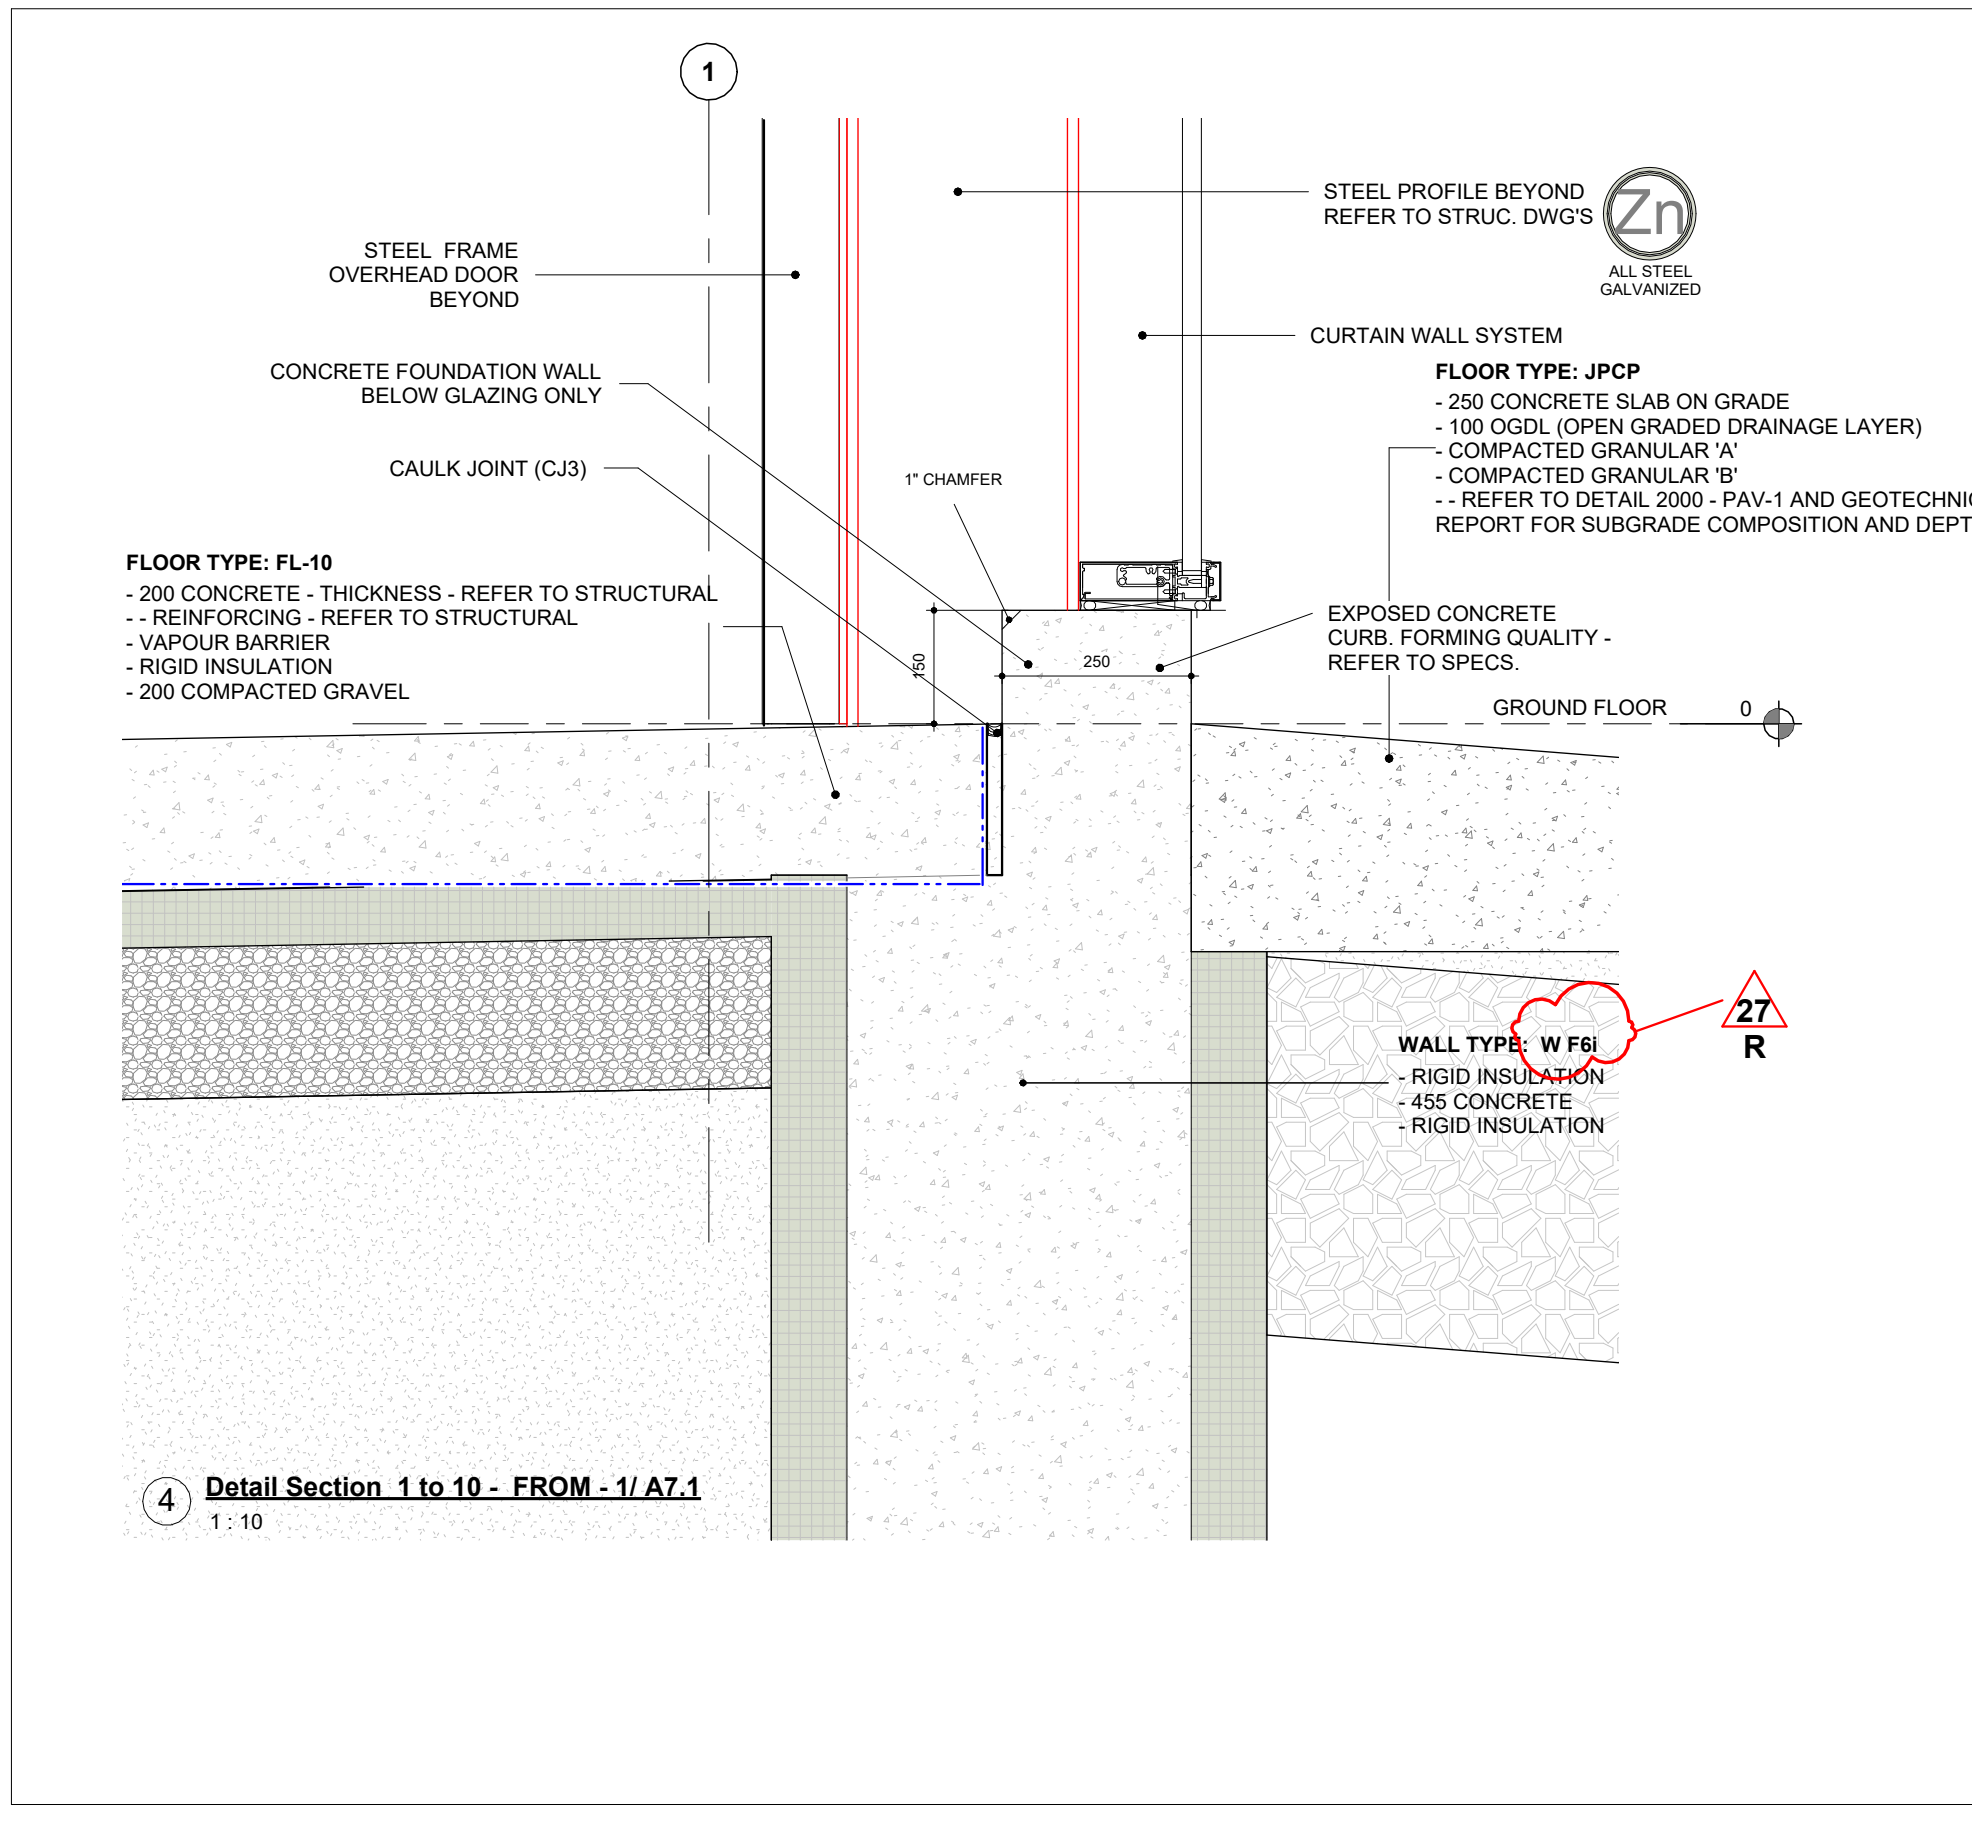 1
STEEL PROFILE BEYOND
REFER TO STRUC. DWG'S
Zn
ALL STEEL
GALVANIZED
STEEL FRAME
OVERHEAD DOOR
BEYOND
CURTAIN WALL SYSTEM
CONCRETE FOUNDATION WALL
BELOW GLAZING ONLY
FLOOR TYPE: JPCP
- 250 CONCRETE SLAB ON GRADE
- 100 OGDL (OPEN GRADED DRAINAGE LAYER)
- COMPACTED GRANULAR 'A'
- COMPACTED GRANULAR 'B'
- - REFER TO DETAIL 2000 - PAV-1 AND
REPORT FOR SUBGRADE COMPOSITION AND
CAULK JOINT (CJ3)
1" CHAMFER
FLOOR TYPE: FL-10
- 200 CONCRETE - THICKNESS - REFER TO STRUCTURAL
- - REINFORCING - REFER TO STRUCTURAL
- VAPOUR BARRIER
- RIGID INSULATION
- 200 COMPACTED GRAVEL
EXPOSED CONCRETE
CURB. FORMING QUALITY -
REFER TO SPECS.
150
250
GROUND FLOOR 0
27
R
WALL TYPE: W F6i
- RIGID INSULATION
- 455 CONCRETE
- RIGID INSULATION
4
Detail Section 1 to 10 - FROM - 1/ A7.1
1 : 10